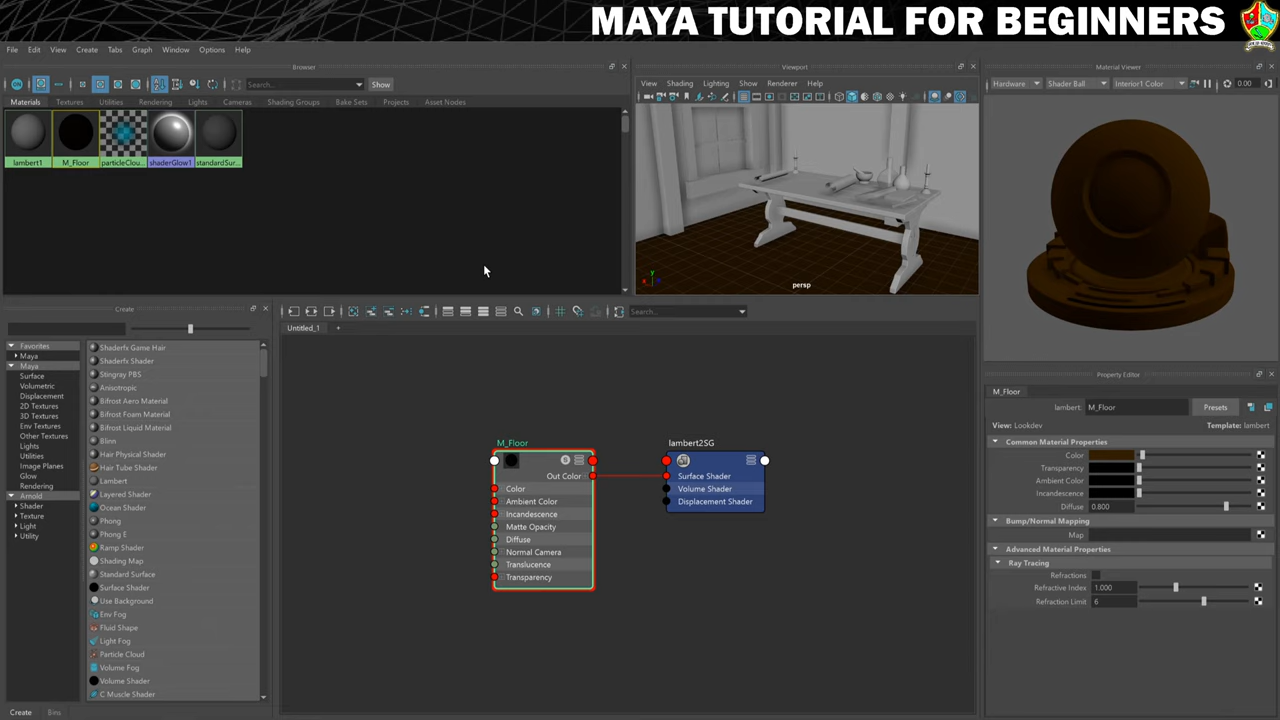 MAYA TUTORIAL FOR BEGINNERS
File Edit View Create Tabs Graph Window Options Help
Browser
Search... Show
Materials Textures Utilities Rendering Lights Cameras Shading Groups Bake Sets Projects Asset Nodes
lambert1 M_Floor particleClou... shaderGlow1 standardSur...
Viewport
View Shading Lighting Show Renderer Panels
persp
Material Viewer
Hardware Shader Ball Interior1 Color 0.00
Create
Favorites
Maya
Maya
Surface
Volumetric
Displacement
2D Textures
3D Textures
Env Textures
Other Textures
Lights
Utilities
Image Planes
Glow
Rendering
Arnold
Shader
Texture
Light
Utility
Shaderfx Game Hair
Shaderfx Shader
Stingray PBS
Anisotropic
Bifrost Aero Material
Bifrost Foam Material
Bifrost Liquid Material
Blinn
Hair Physical Shader
Hair Tube Shader
Lambert
Layered Shader
Ocean Shader
Phong
Phong E
Ramp Shader
Shading Map
Standard Surface
Surface Shader
Use Background
Env Fog
Fluid Shape
Light Fog
Particle Cloud
Volume Fog
Volume Shader
C Muscle Shader
Create Bins
Search...
Untitled_1 +
M_Floor
Out Color
Color
Ambient Color
Incandescence
Matte Opacity
Diffuse
Normal Camera
Translucence
Transparency
lambert2SG
Surface Shader
Volume Shader
Displacement Shader
Property Editor
M_Floor
lambert: M_Floor Presets
View: Lookdev Template: lambert
Common Material Properties
Color
Transparency
Ambient Color
Incandescence
Diffuse 0.800
Bump/Normal Mapping
Map
Advanced Material Properties
Ray Tracing
Refractions
Refractive Index 1.000
Refraction Limit 6